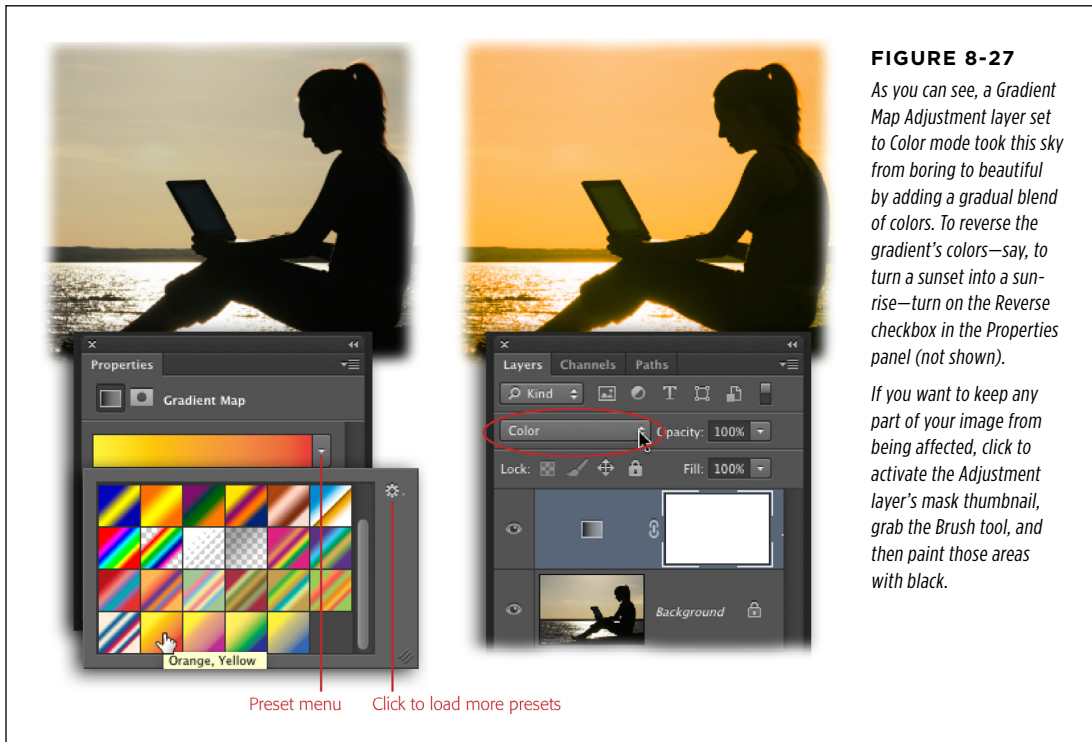 FIGURE 8-27
As you can see, a Gradient
Map Adjustment layer set
to Color mode took this sky
from boring to beautiful
by adding a gradual blend
of colors. To reverse the
gradient's colors—say, to
turn a sunset into a sun-
rise—turn on the Reverse
checkbox in the Properties
panel (not shown).
If you want to keep any
part of your image from
being affected, click to
activate the Adjustment
layer's mask thumbnail,
grab the Brush tool, and
then paint those areas
with black.
Properties
Gradient Map
Orange, Yellow
Preset menu
Click to load more presets
Layers Channels Paths
Kind
Color Opacity: 100%
Lock: Fill: 100%
Background